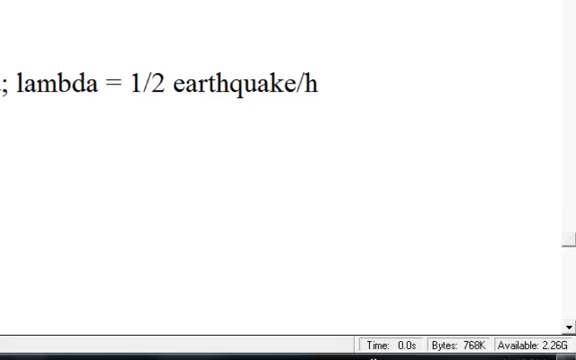 ; lambda = 1/2 earthquake/h
Time: 0.0s Bytes: 768K Available: 2.26G